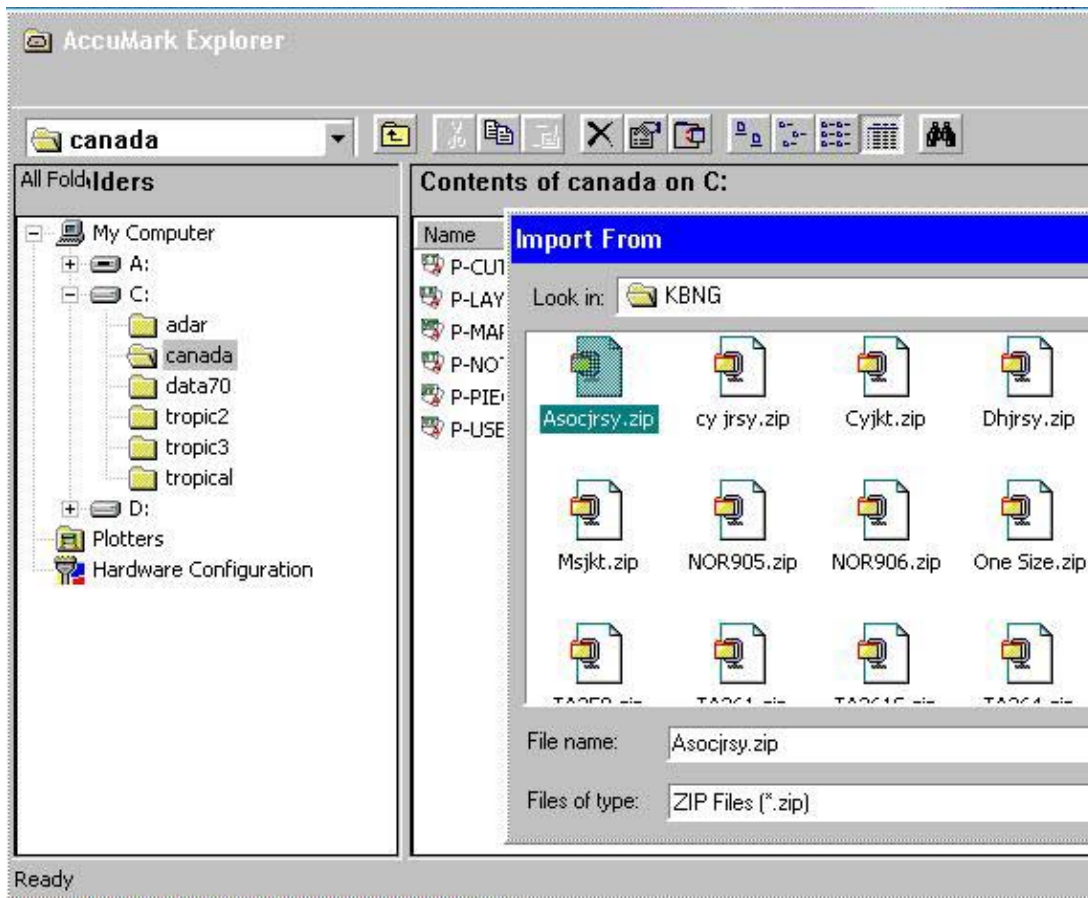 AccuMark Explorer
canada
All Folders
Contents of canada on C:
My Computer
A:
C:
adar
canada
data70
tropic2
tropic3
tropical
D:
Plotters
Hardware Configuration
Name
P-CUT
P-LAY
P-MAR
P-NOT
P-PIE
P-USE
Import From
Look in: KBNG
Asocjrsy.zip cy jrsy.zip Cyjkt.zip Dhjrsy.zip
Msjkt.zip NOR905.zip NOR906.zip One Size.zip
File name: Asocjrsy.zip
Files of type: ZIP Files (*.zip)
Ready